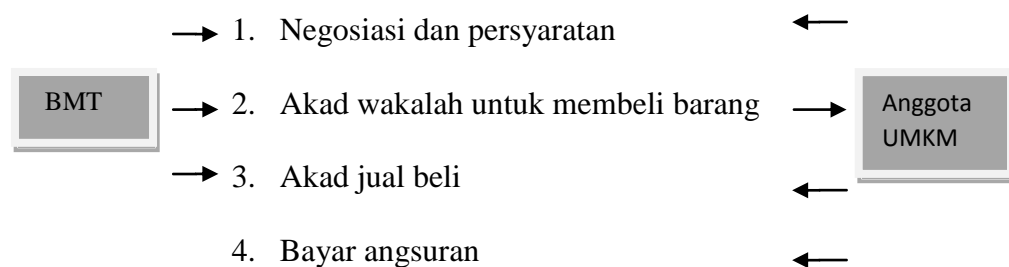 1. Negosiasi dan persyaratan
BMT
2. Akad wakalah untuk membeli barang
Anggota
UMKM
3. Akad jual beli
4. Bayar angsuran